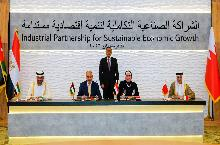 الشراكة الصناعية التكاملية لتنمية اقتصادية مستدامة
Industrial Partnership for Sustainable Economic Growth